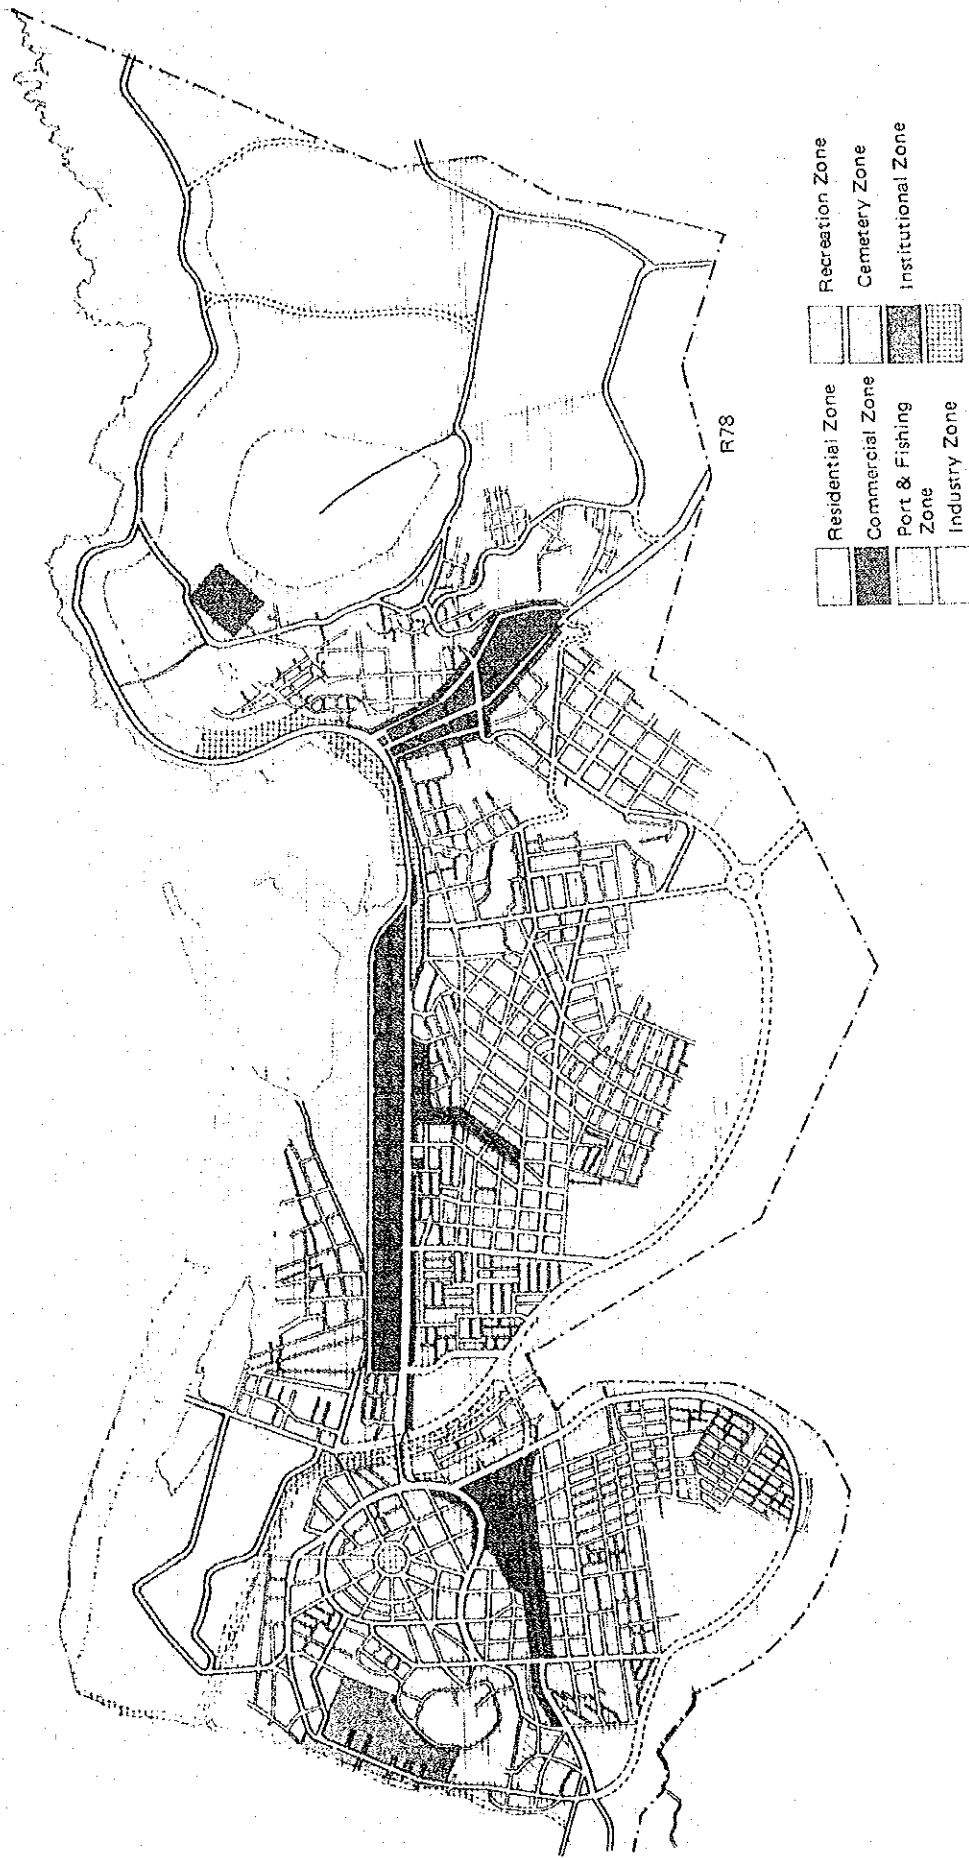 R78
Residential Zone
Commercial Zone
Port & Fishing
Zone
Industry Zone
Recreation Zone
Cemetery Zone
Institutional Zone